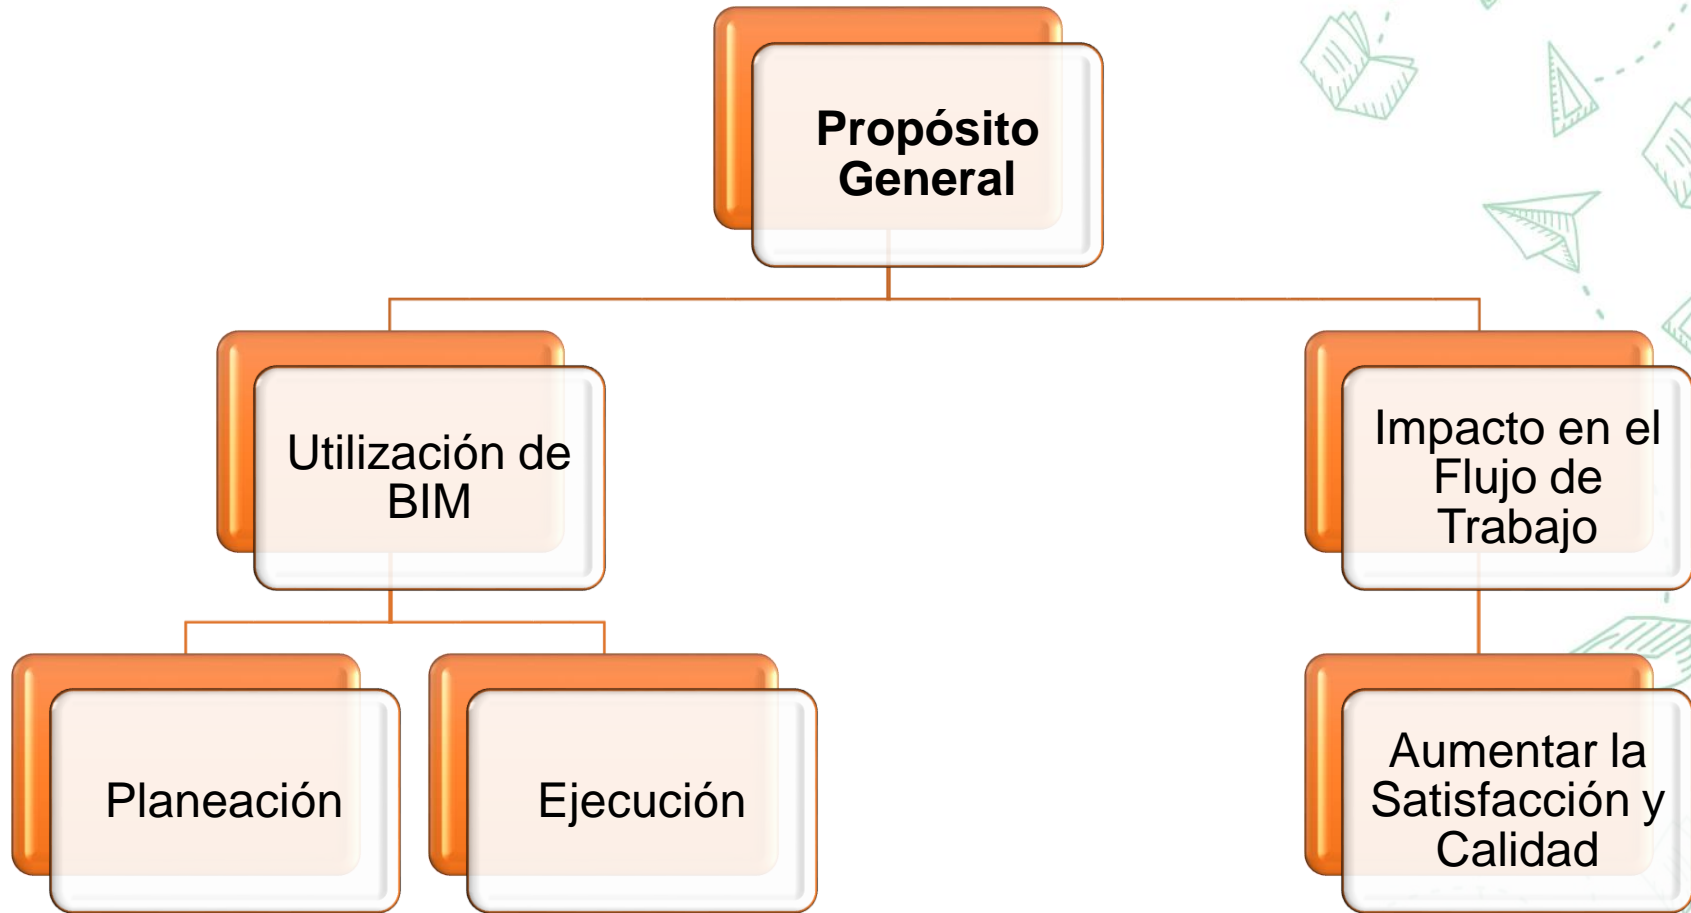 Propósito
General
Utilización de
BIM
Impacto en el
Flujo de
Trabajo
Planeación
Ejecución
Aumentar la
Satisfacción y
Calidad